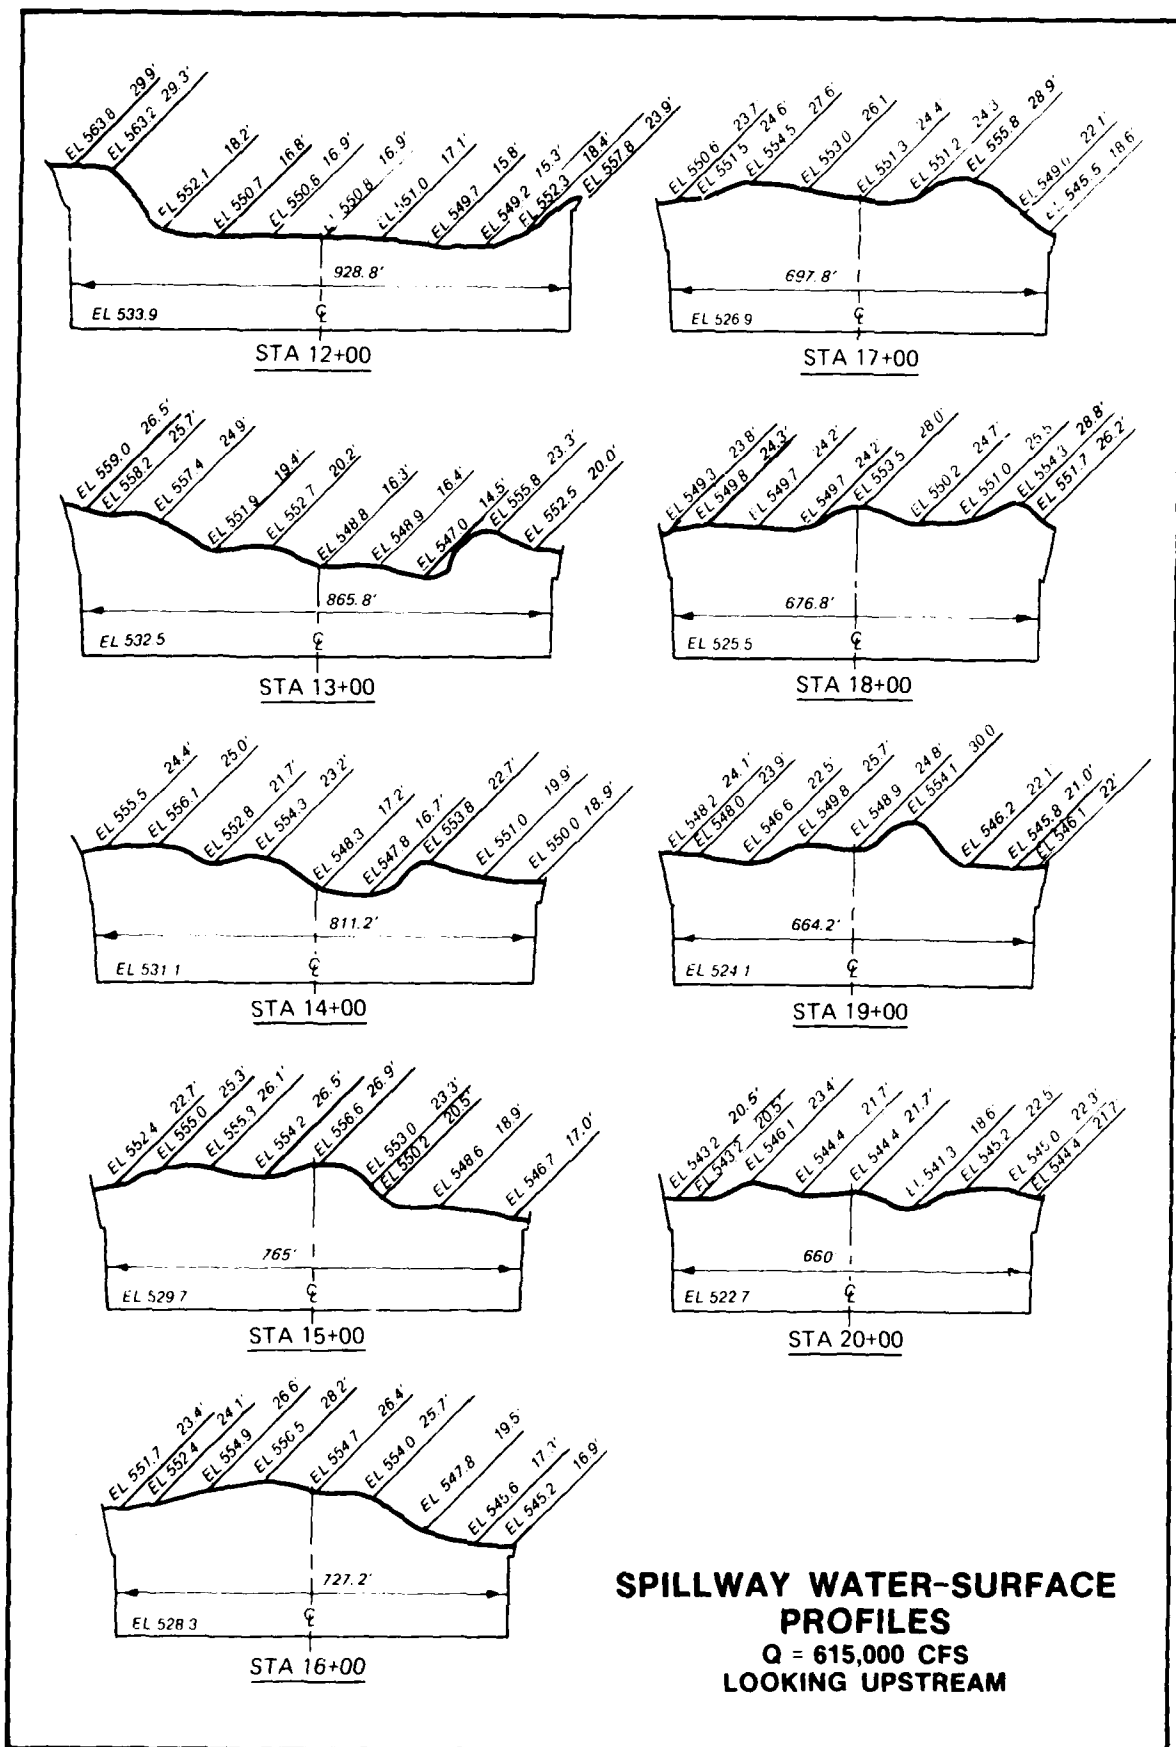 EL 563.8 29.9'
EL 563.2 29.3'
EL 552.1 18.2'
EL 550.7 16.8'
EL 550.8 16.9'
550.8 16.9'
551.0 17.1'
EL 549.7 15.8'
EL 549.2 15.3'
EL 552.3 18.4'
EL 557.8 23.9'
928.8'
EL 533.9
℄
STA 12+00
EL 550.6 23.7'
EL 551.5 24.6'
EL 554.5 27.6'
EL 553.0 26.1
EL 551.3 24.4'
EL 551.2 24.3
EL 555.8 28.9'
EL 549.0 22.1'
EL 545.5 18.6'
697.8'
EL 526.9
℄
STA 17+00
EL 559.0 26.5'
EL 558.2 25.7'
EL 557.4 24.9'
EL 551.9 19.4'
EL 552.7 20.2'
EL 548.8 16.3'
EL 548.9 16.4'
EL 547.0 14.5'
EL 555.8 23.3'
EL 552.5 20.0'
865.8'
EL 532.5
℄
STA 13+00
EL 549.3 23.8'
EL 549.8 24.3'
EL 549.7 24.2'
EL 549.7 24.2'
EL 553.5 28.0'
EL 550.2 24.7'
EL 551.0 25.5
EL 554.3 28.8'
EL 551.7 26.2'
676.8'
EL 525.5
℄
STA 18+00
EL 555.5 24.4'
EL 556.1 25.0'
EL 552.8 21.7'
EL 554.3 23.2'
EL 548.3 17.2'
EL 547.8 16.7'
EL 553.8 22.7'
EL 551.0 19.9'
EL 550.0 18.9'
811.2'
EL 531.1
℄
STA 14+00
EL 548.2 24.1'
EL 548.0 23.9'
EL 546.6 22.5'
EL 549.8 25.7'
EL 548.9 24.8'
EL 554.1 30.0
EL 546.2 22.1'
EL 545.8 21.0'
EL 546.1 22'
664.2'
EL 524.1
℄
STA 19+00
EL 552.4 22.7'
EL 555.0 25.3'
26.1'
EL 554.2 26.5'
EL 556.6 26.9'
EL 553.0 23.3'
EL 550.2 20.5'
EL 548.6 18.9'
EL 546.7 17.0'
765'
EL 529.7
℄
STA 15+00
EL 543.2 20.5'
EL 543.2 20.5'
EL 546.1 23.4'
EL 544.4 21.7'
EL 544.4 21.7'
541.3 18.6'
EL 545.2 22.5'
EL 545.0 22.3'
EL 544.4 21.7'
660
EL 522.7
℄
STA 20+00
EL 551.7 23.4'
EL 552.4 24.1'
EL 554.9 26.6'
EL 556.5 28.2'
EL 554.7 26.4'
EL 554.0 25.7'
EL 547.8 19.5'
EL 545.6 17.3'
EL 545.2 16.9'
727.2'
EL 528.3
℄
STA 16+00
SPILLWAY WATER-SURFACE
PROFILES
Q = 615,000 CFS
LOOKING UPSTREAM